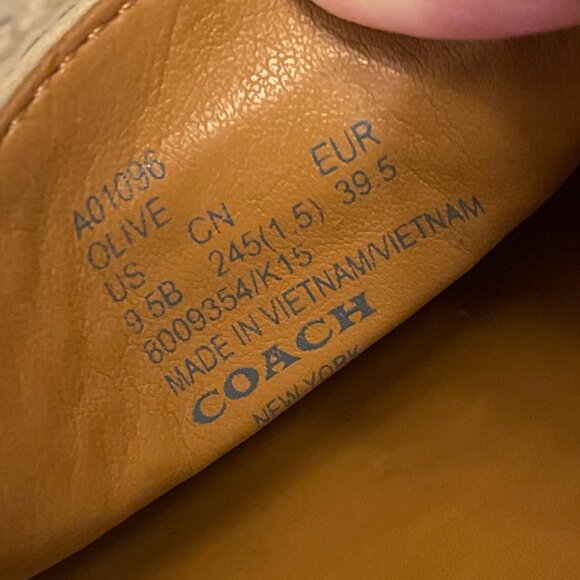 A01096
OLIVE
US CN EUR
9.5B 245(1.5) 39.5
8009354/K15
MADE IN VIETNAM/VIETNAM
COACH
NEW YORK